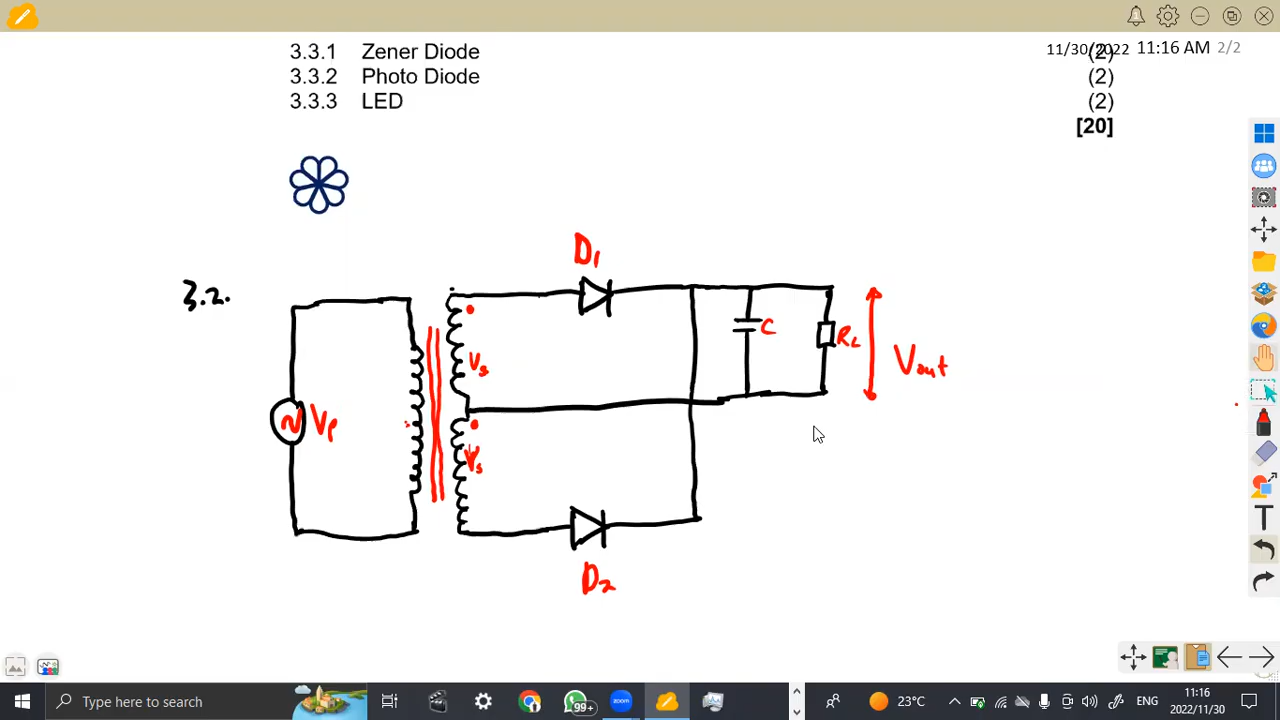 11/30/2022 11:16 AM 2/2
3.3.1 Zener Diode (2)
3.3.2 Photo Diode (2)
3.3.3 LED (2)
[20]
3.2.
D1
C
RL
Vs
Vout
Vp
Vs
D2
T
Type here to search
99+
zoom
23°C
ENG
11:16
2022/11/30